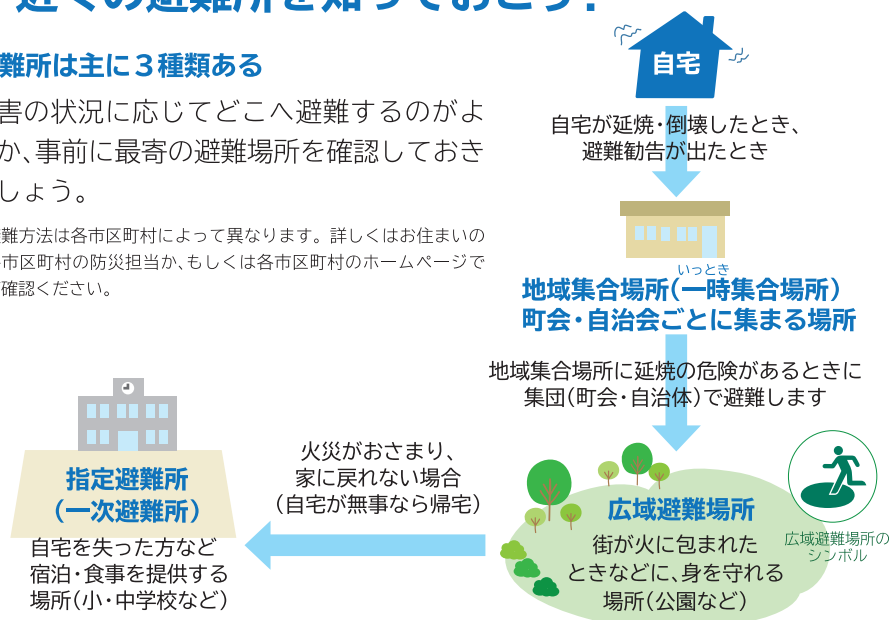 近くの避難所を知っておこう！
難所は主に３種類ある
害の状況に応じてどこへ避難するのがよ
か、事前に最寄の避難場所を確認しておき
しょう。
難方法は各市区町村によって異なります。詳しくはお住まいの
市区町村の防災担当か、もしくは各市区町村のホームページで
確認ください。
自宅
自宅が延焼・倒壊したとき、
避難勧告が出たとき
いっとき
地域集合場所（一時集合場所）
町会・自治会ごとに集まる場所
地域集合場所に延焼の危険があるときに
集団（町会・自治体）で避難します
広域避難場所
街が火に包まれた
ときなどに、身を守れる
場所（公園など）
広域避難場所の
シンボル
火災がおさまり、
家に戻れない場合
（自宅が無事なら帰宅）
指定避難所
（一次避難所）
自宅を失った方など
宿泊・食事を提供する
場所（小・中学校など）